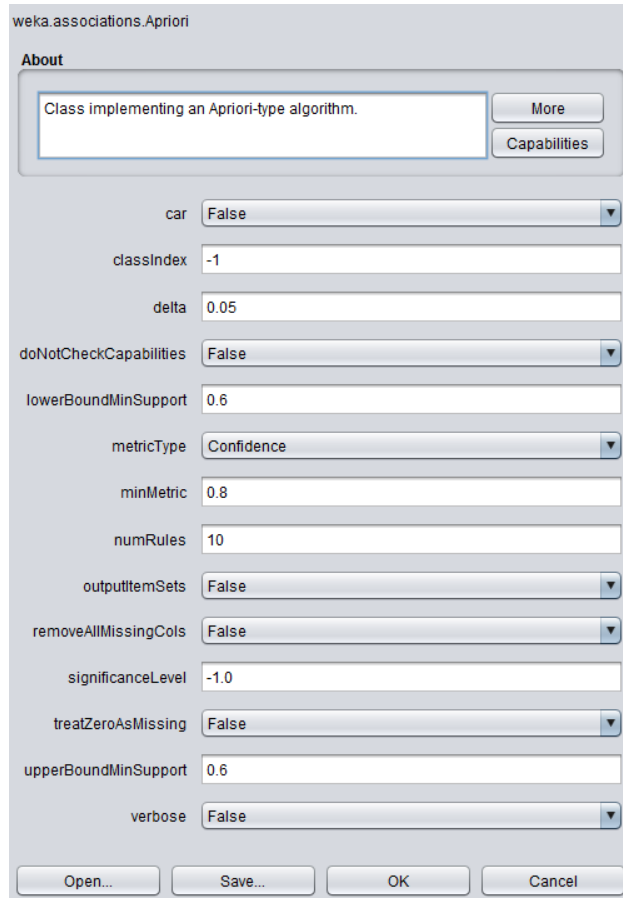 weka.associations.Apriori
About
Class implementing an Apriori-type algorithm.
More
Capabilities
car False
classIndex -1
delta 0.05
doNotCheckCapabilities False
lowerBoundMinSupport 0.6
metricType Confidence
minMetric 0.8
numRules 10
outputItemSets False
removeAllMissingCols False
significanceLevel -1.0
treatZeroAsMissing False
upperBoundMinSupport 0.6
verbose False
Open... Save... OK Cancel